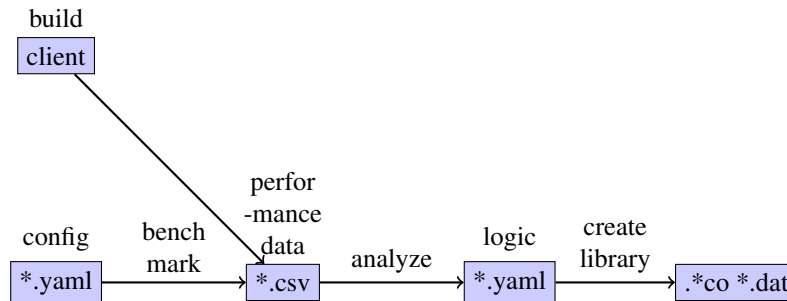 build
client
perfor
-mance
data
config
bench
mark
analyze
logic
create
library
*.yaml
*.csv
*.yaml
.*co *.dat